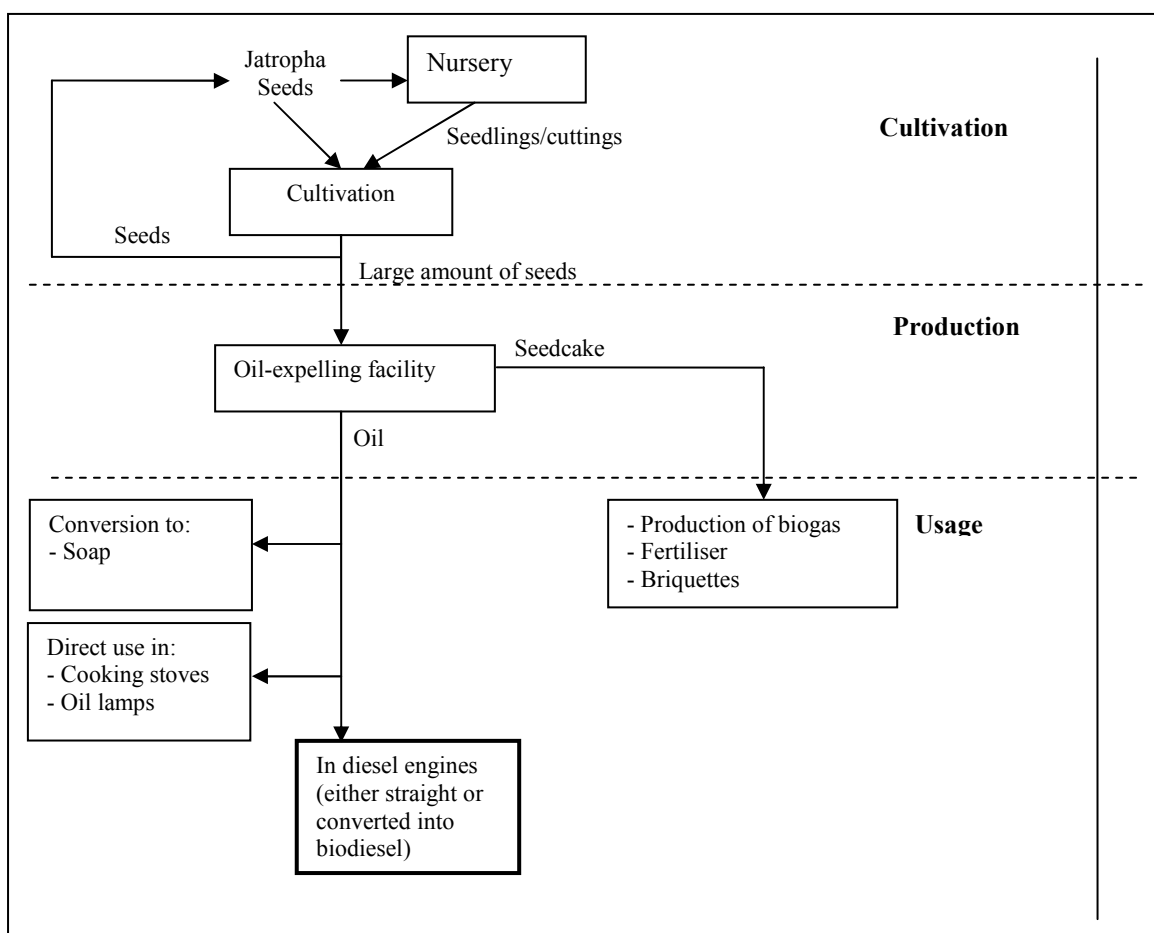 Jatropha
Seeds
Nursery
Seedlings/cuttings
Cultivation
Cultivation
Seeds
Large amount of seeds
Production
Oil-expelling facility
Seedcake
Oil
Conversion to:
- Soap
- Production of biogas
- Fertiliser
- Briquettes
Usage
Direct use in:
- Cooking stoves
- Oil lamps
In diesel engines
(either straight or
converted into
biodiesel)